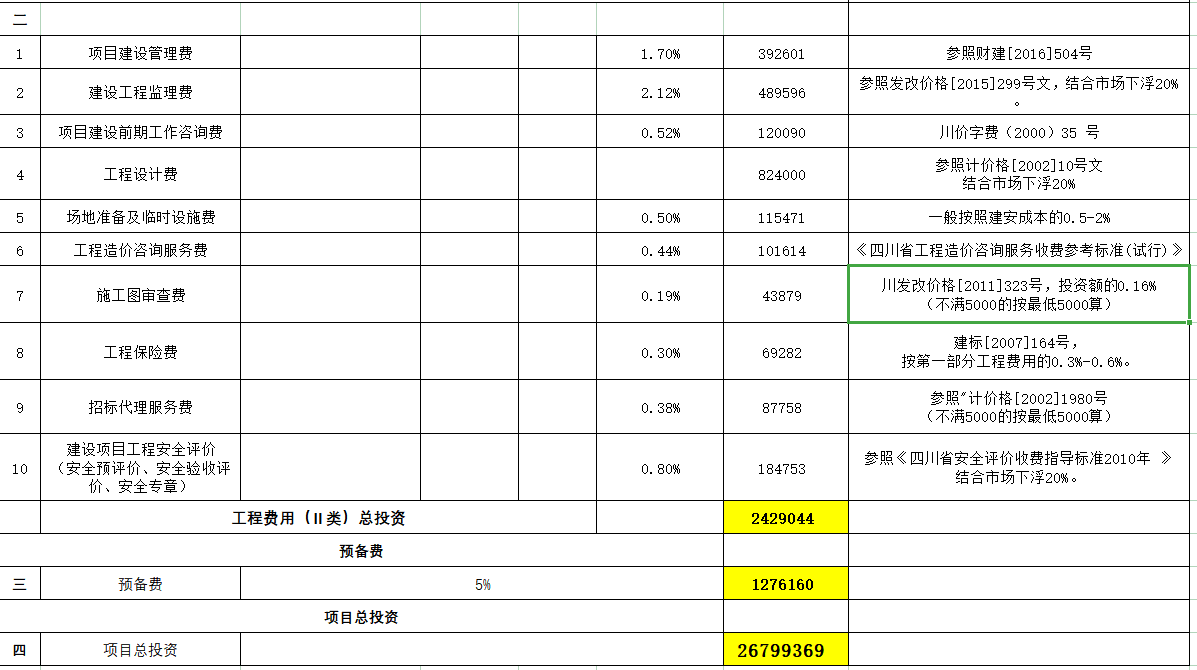 二
1 项目建设管理费 1.70% 392601 参照财建[2016]504号
2 建设工程监理费 2.12% 489596 参照发改价格[2015]299号文，结合市场下浮20%
。
3 项目建设前期工作咨询费 0.52% 120090 川价字费（2000）35 号
4 工程设计费 824000 参照计价格[2002]10号文
结合市场下浮20%
5 场地准备及临时设施费 0.50% 115471 一般按照建安成本的0.5-2%
6 工程造价咨询服务费 0.44% 101614 《四川省工程造价咨询服务收费参考标准(试行)》
7 施工图审查费 0.19% 43879 川发改价格[2011]323号，投资额的0.16%
（不满5000的按最低5000算）
8 工程保险费 0.30% 69282 建标[2007]164号，
按第一部分工程费用的0.3%-0.6%。
9 招标代理服务费 0.38% 87758 参照"计价格[2002]1980号
（不满5000的按最低5000算）
10 建设项目工程安全评价
（安全预评价、安全验收评
价、安全专章） 0.80% 184753 参照《四川省安全评价收费指导标准2010年 》
结合市场下浮20%。
工程费用（II类）总投资 2429044
预备费
三 预备费 5% 1276160
项目总投资
四 项目总投资 26799369